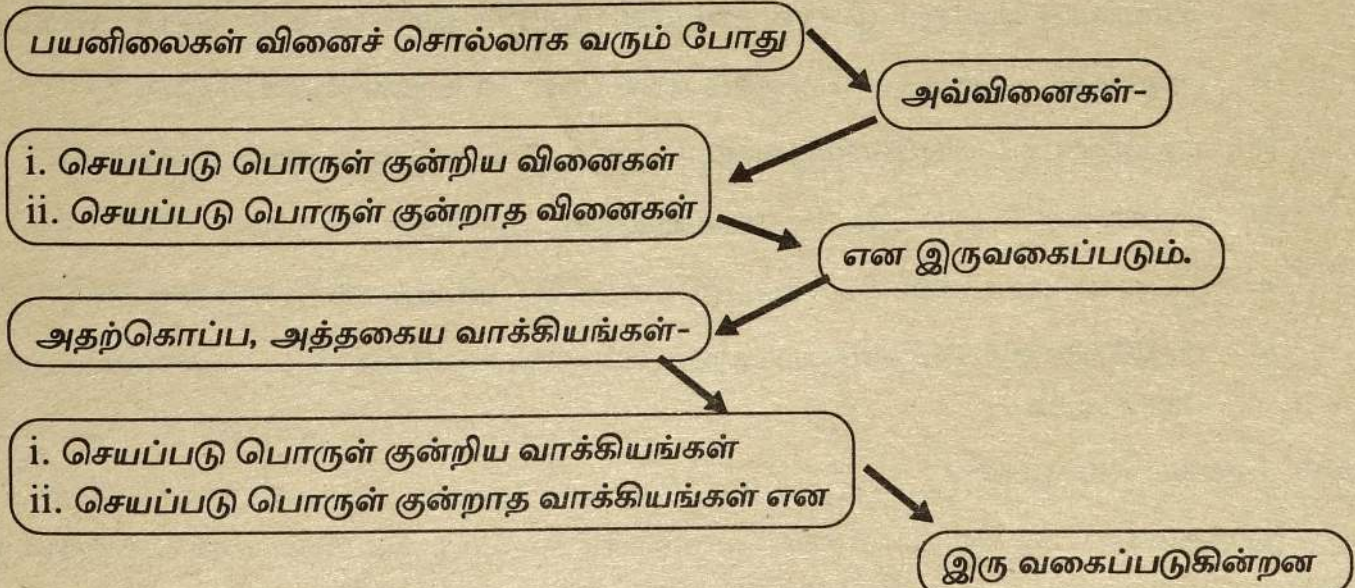 பயனிலைகள் வினைச் சொல்லாக வரும் போது
அவ்வினைகள்-
i. செயப்படு பொருள் குன்றிய வினைகள்
ii. செயப்படு பொருள் குன்றாத வினைகள்
என இருவகைப்படும்.
அதற்கொப்ப, அத்தகைய வாக்கியங்கள்-
i. செயப்படு பொருள் குன்றிய வாக்கியங்கள்
ii. செயப்படு பொருள் குன்றாத வாக்கியங்கள் என
இரு வகைப்படுகின்றன